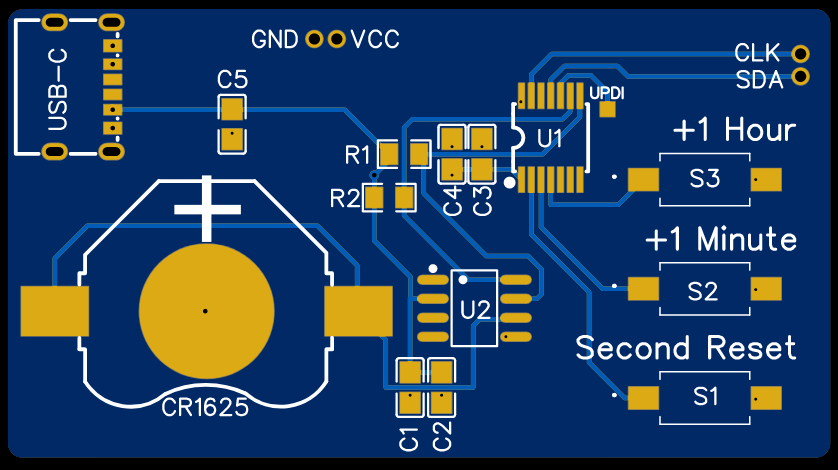 GND VCC
CLK
SDA
USB-C
C5
UPDI
U1
+1 Hour
R1
S3
R2
C4
C3
+1 Minute
S2
U2
Second Reset
S1
CR1625
C1
C2